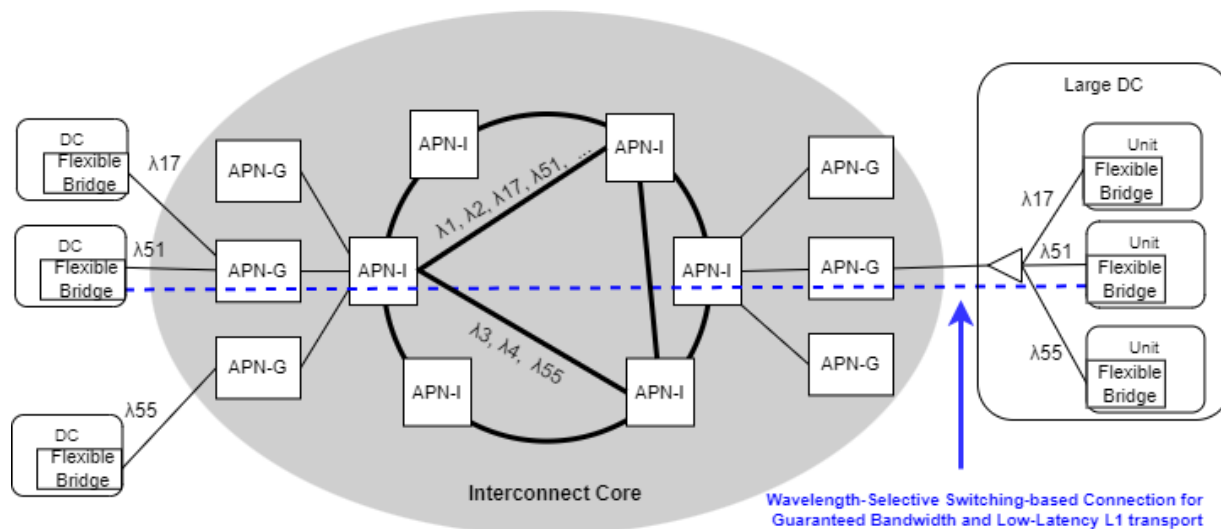 Large DC
DC
Flexible
Bridge
λ17
DC
Flexible
Bridge
λ51
DC
Flexible
Bridge
λ55
APN-G
APN-G
APN-G
APN-I
APN-I
APN-I
APN-I
APN-I
APN-I
λ1, λ2, λ17, λ51, ...
λ3, λ4, λ55
APN-G
APN-G
APN-G
Interconnect Core
λ17
Unit
Flexible
Bridge
λ51
Unit
Flexible
Bridge
λ55
Unit
Flexible
Bridge
Wavelength-Selective Switching-based Connection for
Guaranteed Bandwidth and Low-Latency L1 transport